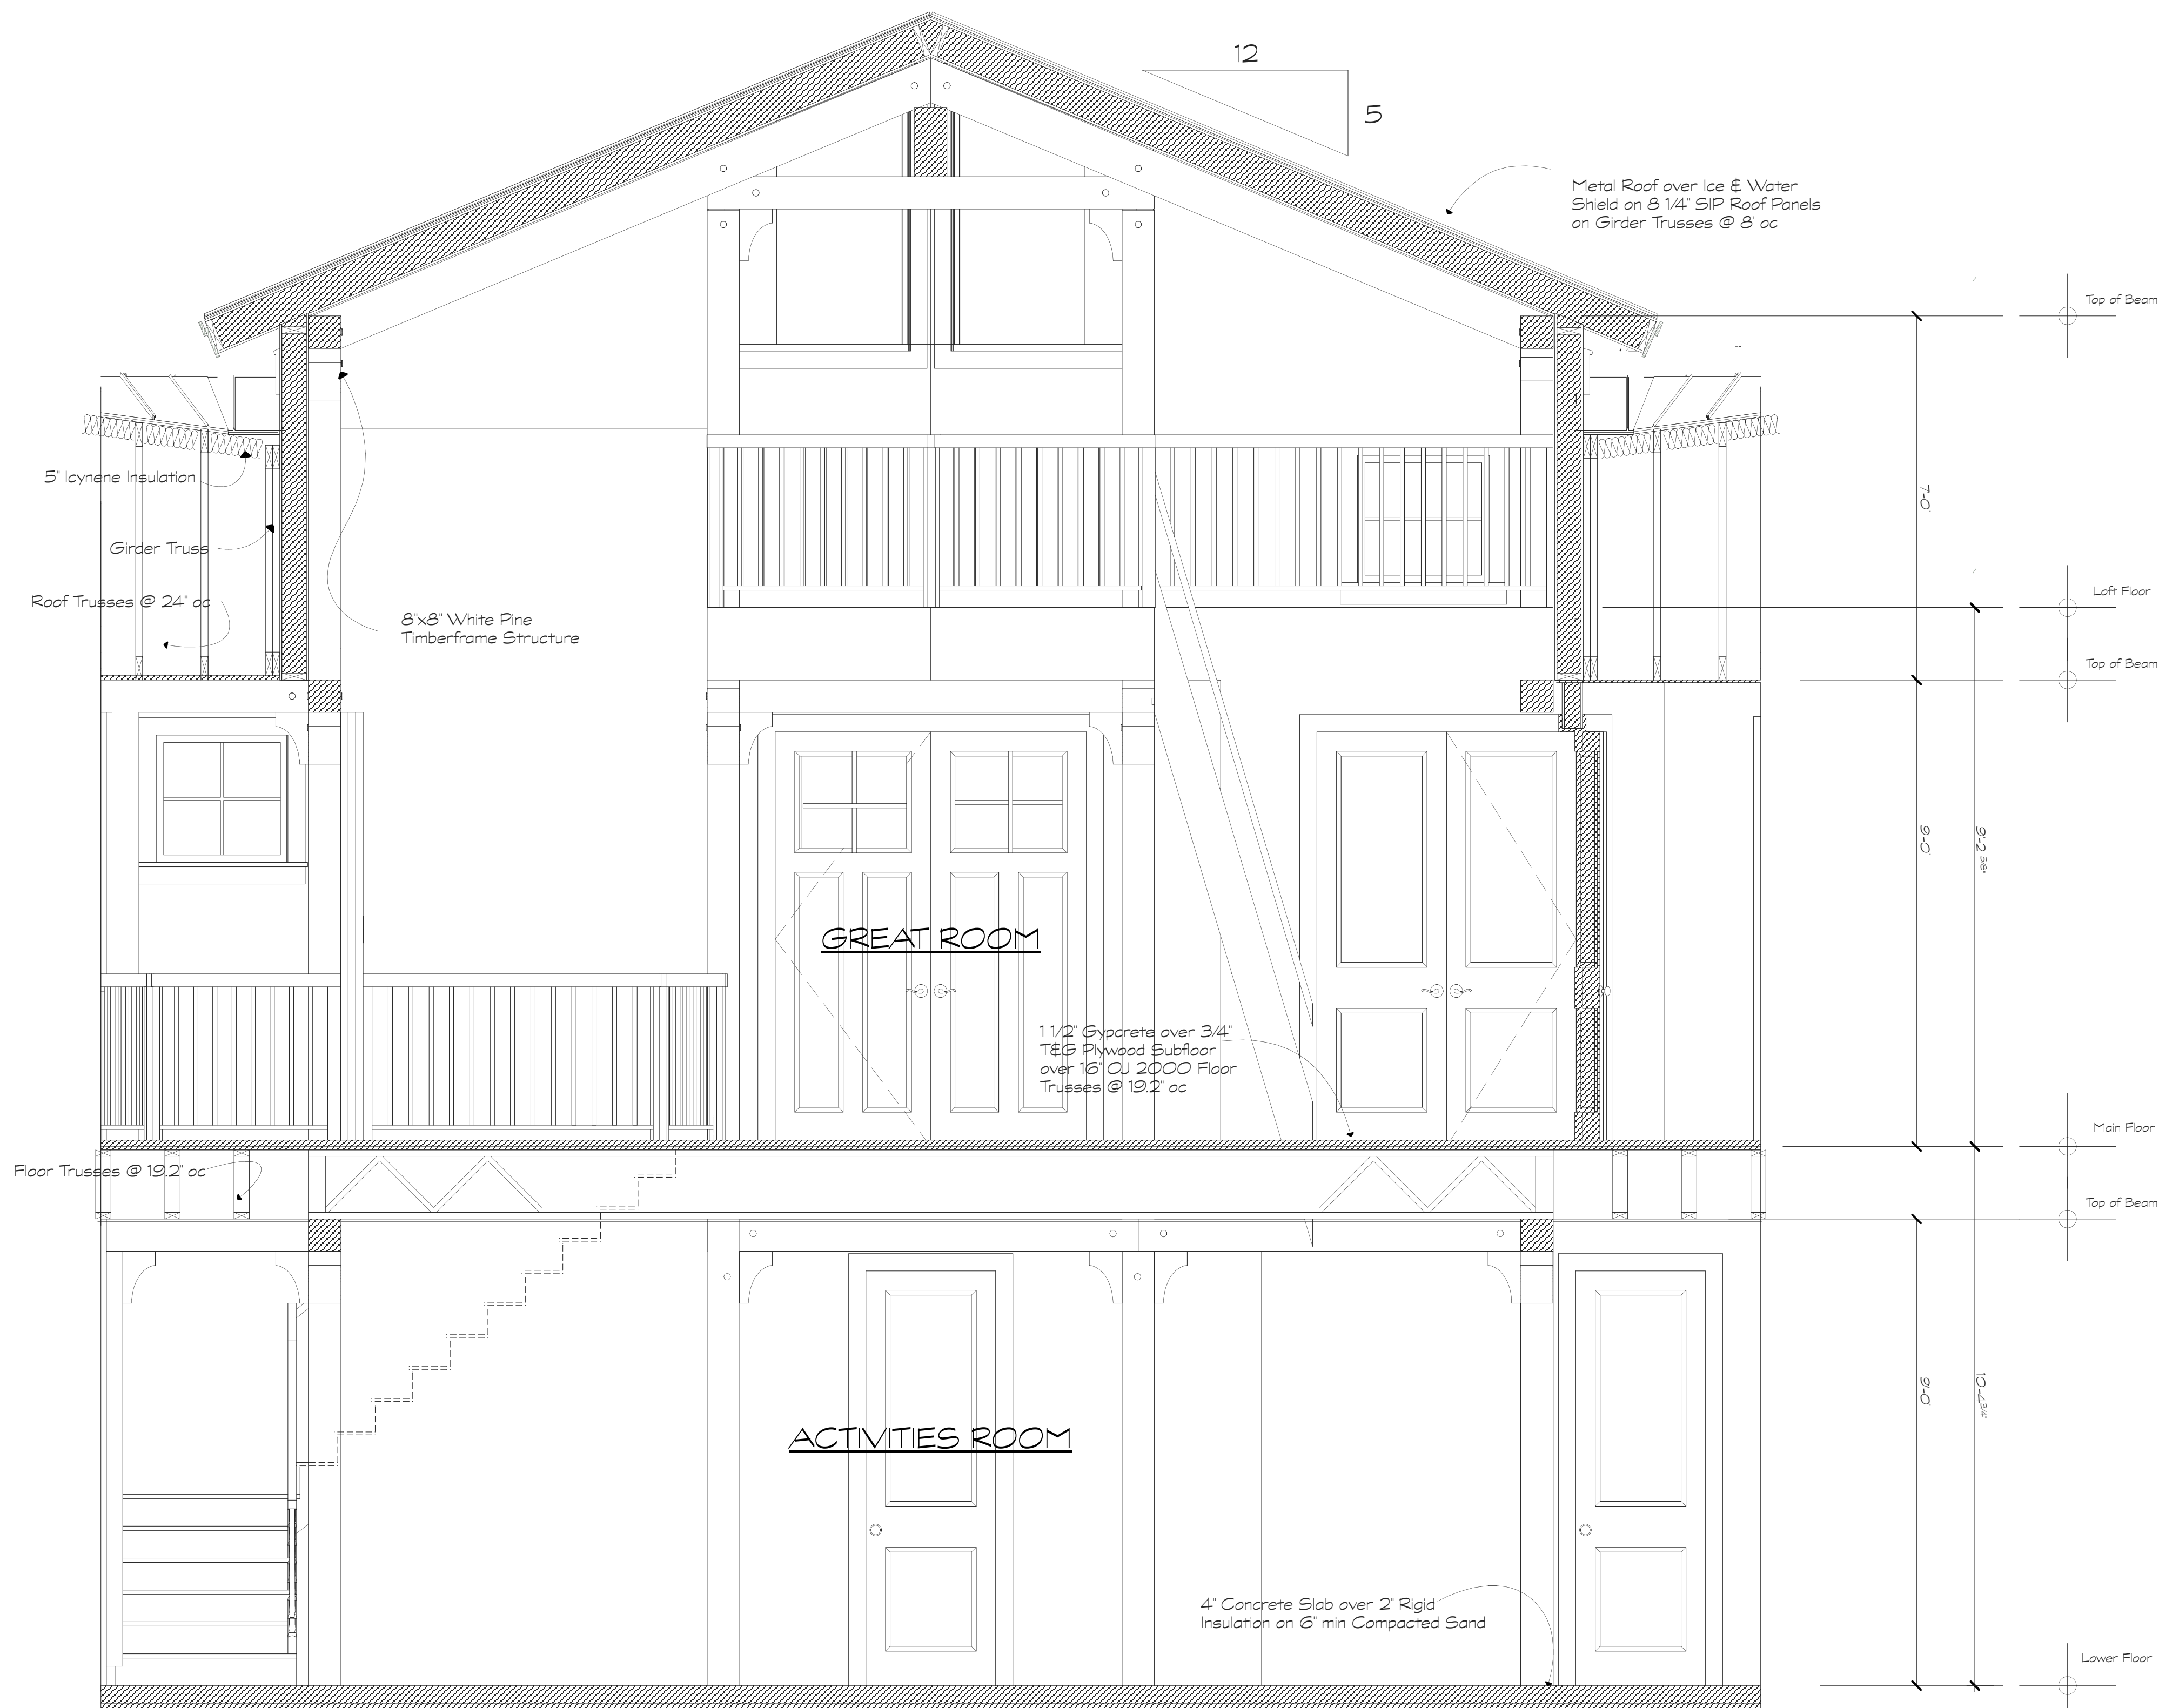 12
5
Metal Roof over Ice & Water
Shield on 8 1/4" SIP Roof Panels
on Girder Trusses @ 8' oc
Top of Beam
5" Icynene Insulation
7'-0"
Girder Truss
Loft Floor
Roof Trusses @ 24" oc
8"x8" White Pine
Timberframe Structure
Top of Beam
9'-0"
9'-2 5/8"
GREAT ROOM
1 1/2" Gypcrete over 3/4"
T&G Plywood Subfloor
over 16" OJ 2000 Floor
Trusses @ 19.2" oc
Main Floor
Floor Trusses @ 19.2" oc
Top of Beam
9'-0"
10'-4 3/4"
ACTIVITIES ROOM
4" Concrete Slab over 2" Rigid
Insulation on 6" min Compacted Sand
Lower Floor